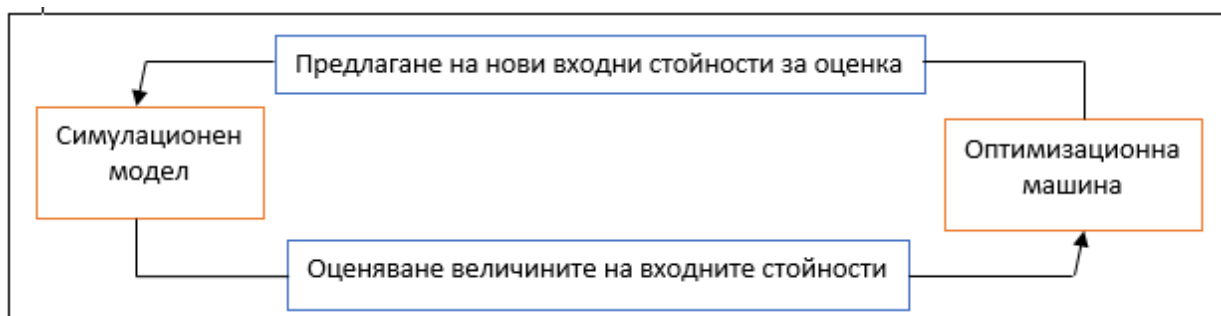 Предлагане на нови входни стойности за оценка
Симулационен
модел
Оптимизационна
машина
Оценяване величините на входните стойности